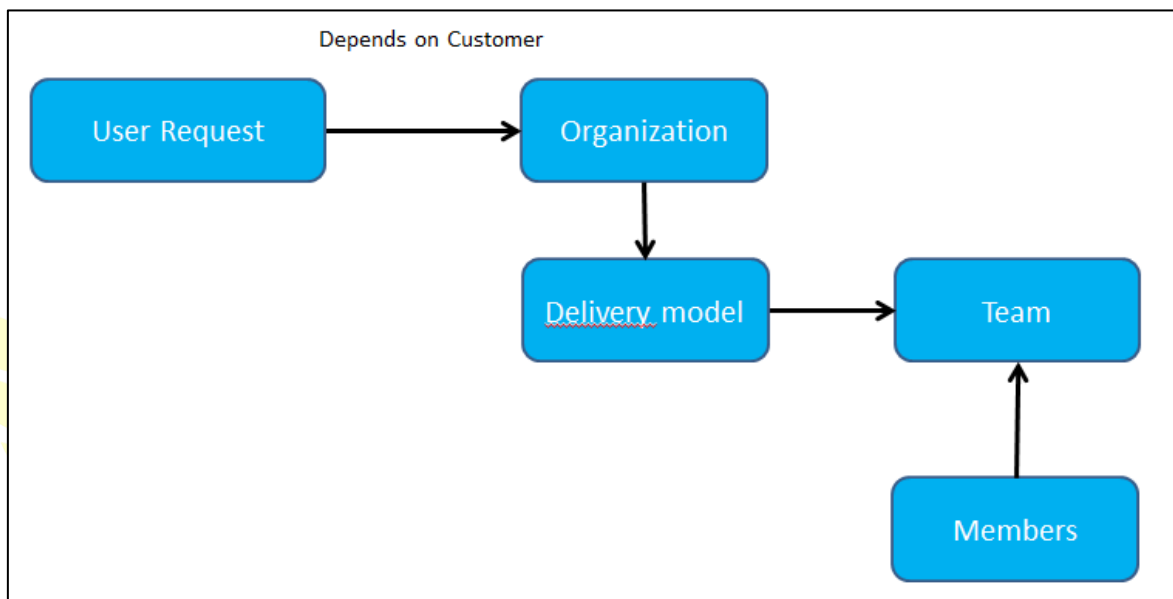 Depends on Customer
User Request
Organization
Delivery model
Team
Members